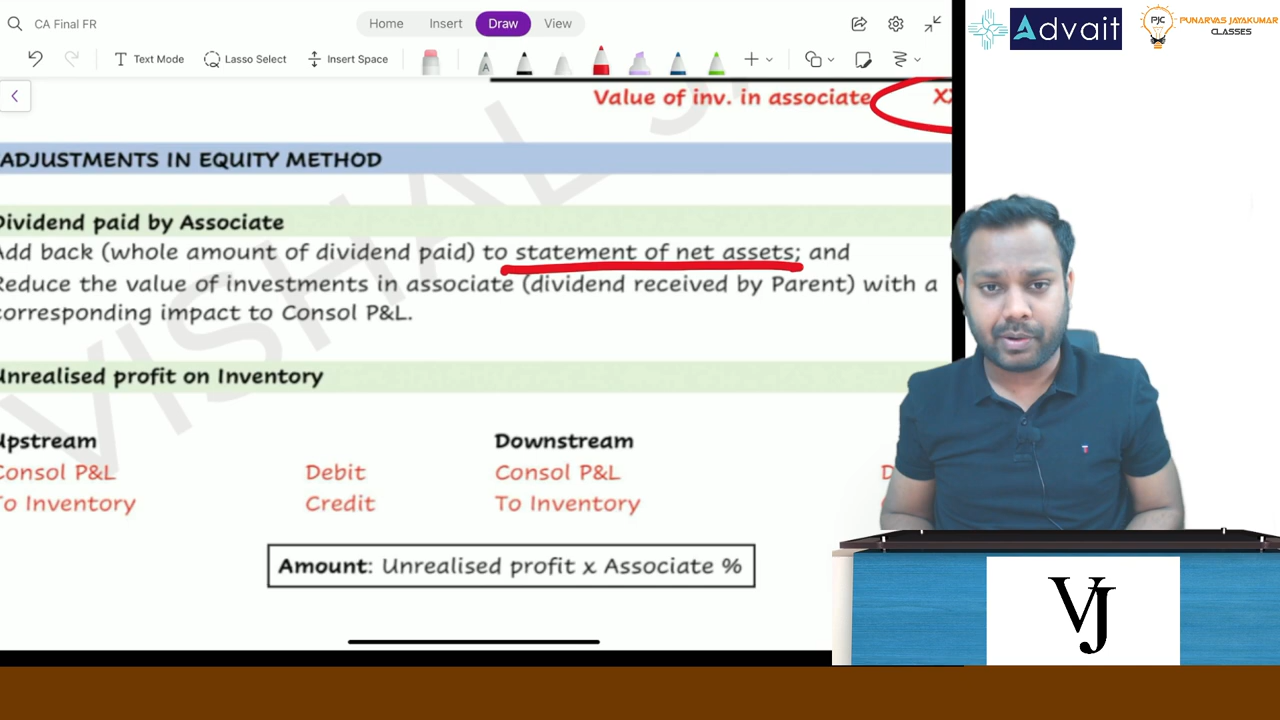 CA Final FR
Home Insert Draw View
Advait
PJC PUNARVAS JAYAKUMAR CLASSES
Text Mode Lasso Select Insert Space
Value of inv. in associate
ADJUSTMENTS IN EQUITY METHOD
Dividend paid by Associate
Add back (whole amount of dividend paid) to statement of net assets; and
Reduce the value of investments in associate (dividend received by Parent) with a
corresponding impact to Consol P&L.
Unrealised profit on Inventory
Upstream Downstream
Consol P&L Debit Consol P&L D
To Inventory Credit To Inventory
Amount: Unrealised profit x Associate %
VISHAL
VJ